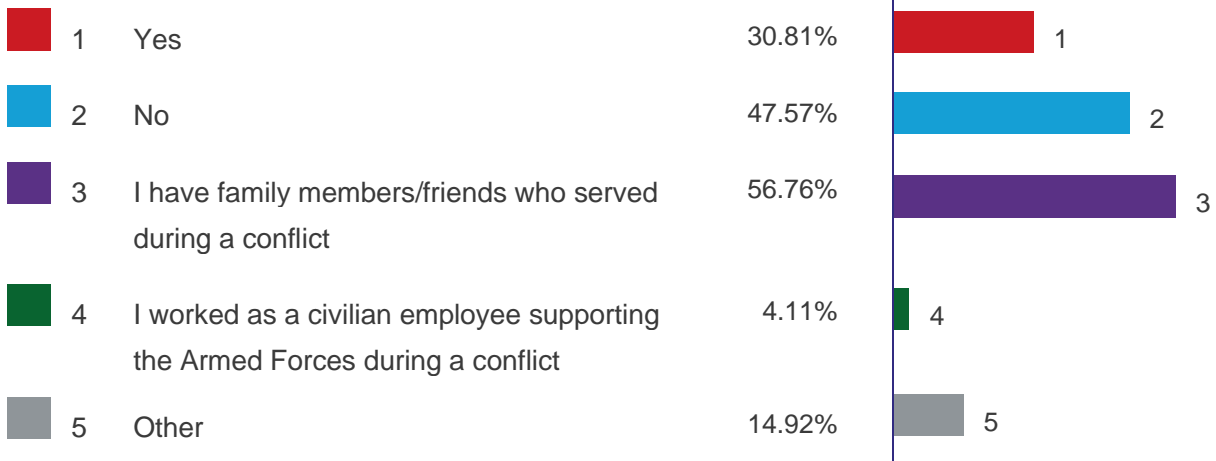 1 Yes 30.81% 1
2 No 47.57% 2
3 I have family members/friends who served 56.76% 3
during a conflict
4 I worked as a civilian employee supporting 4.11% 4
the Armed Forces during a conflict
5 Other 14.92% 5